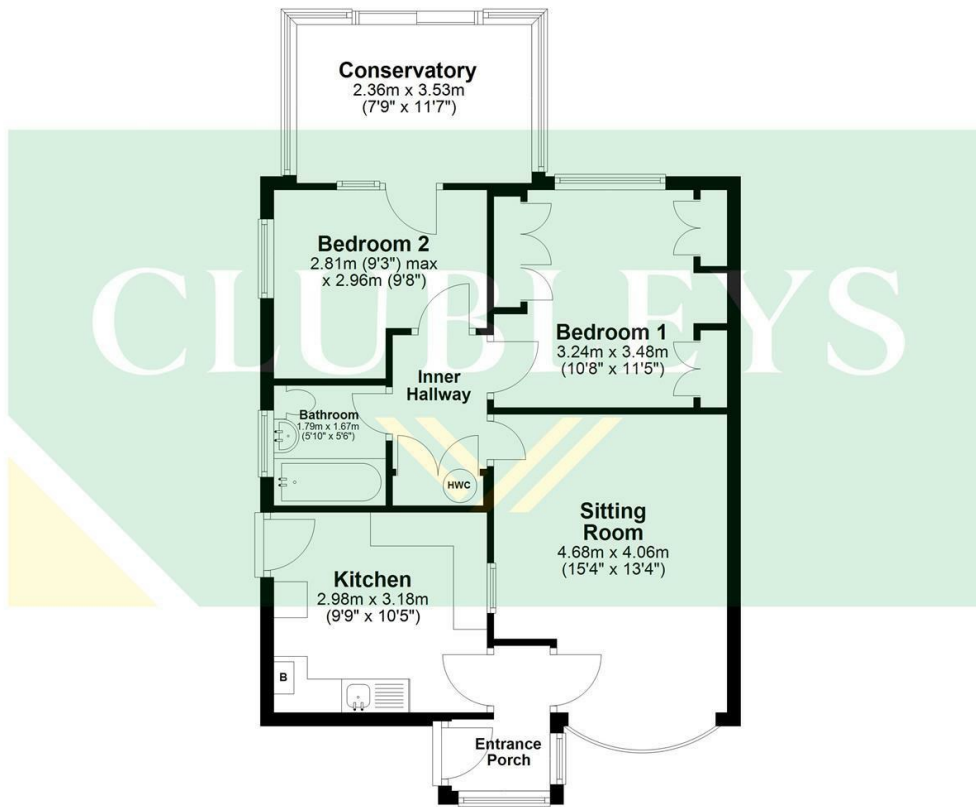 Conservatory
2.36m x 3.53m
(7'9" x 11'7")
Bedroom 2
2.81m (9'3") max
x 2.96m (9'8")
CLUBLEYS
Bedroom 1
3.24m x 3.48m
(10'8" x 11'5")
Inner
Hallway
Bathroom
1.79m x 1.67m
(5'10" x 5'6")
HWC
Sitting
Room
4.68m x 4.06m
(15'4" x 13'4")
Kitchen
2.98m x 3.18m
(9'9" x 10'5")
B
Entrance
Porch